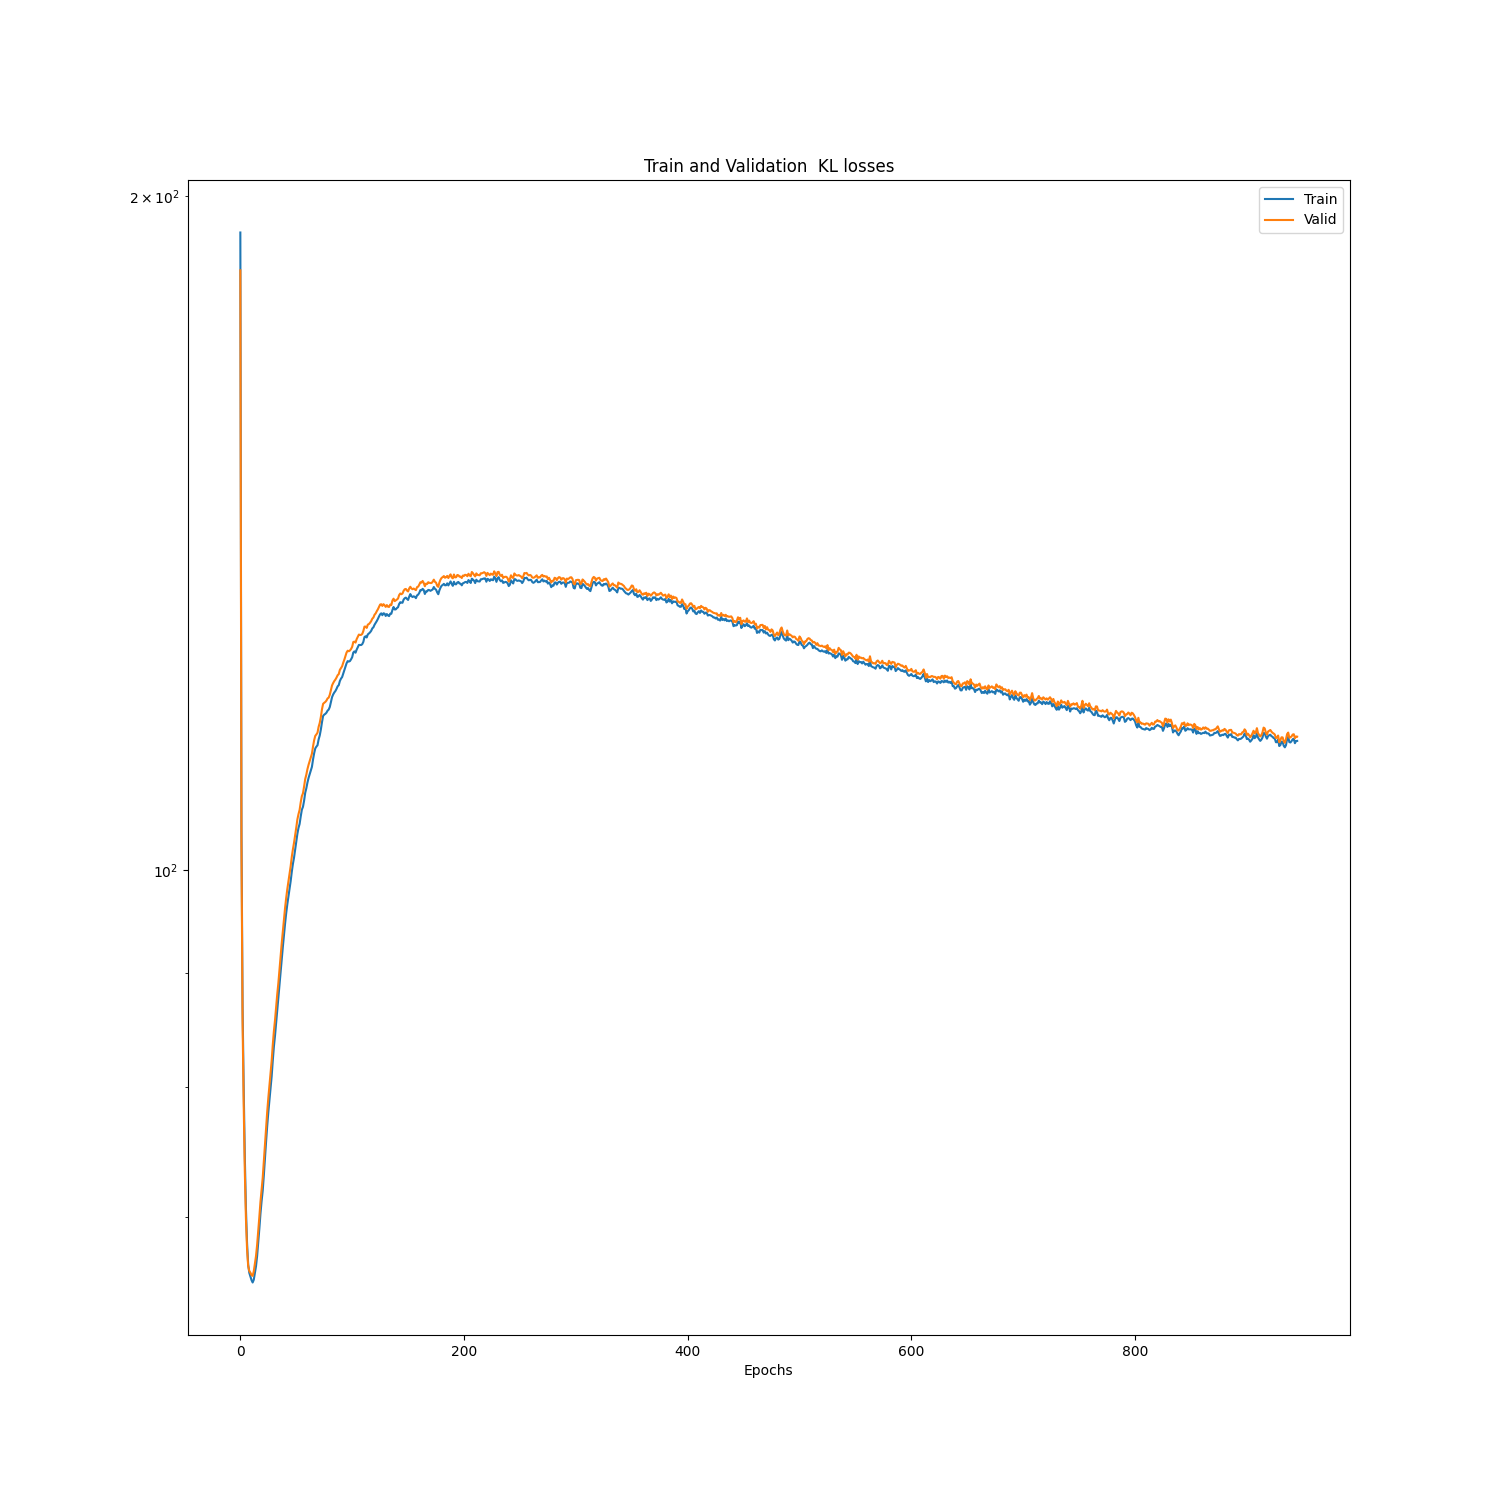 Train and Validation  KL losses
2 × 10²
Train
Valid
10²
0 200 400 600 800
Epochs